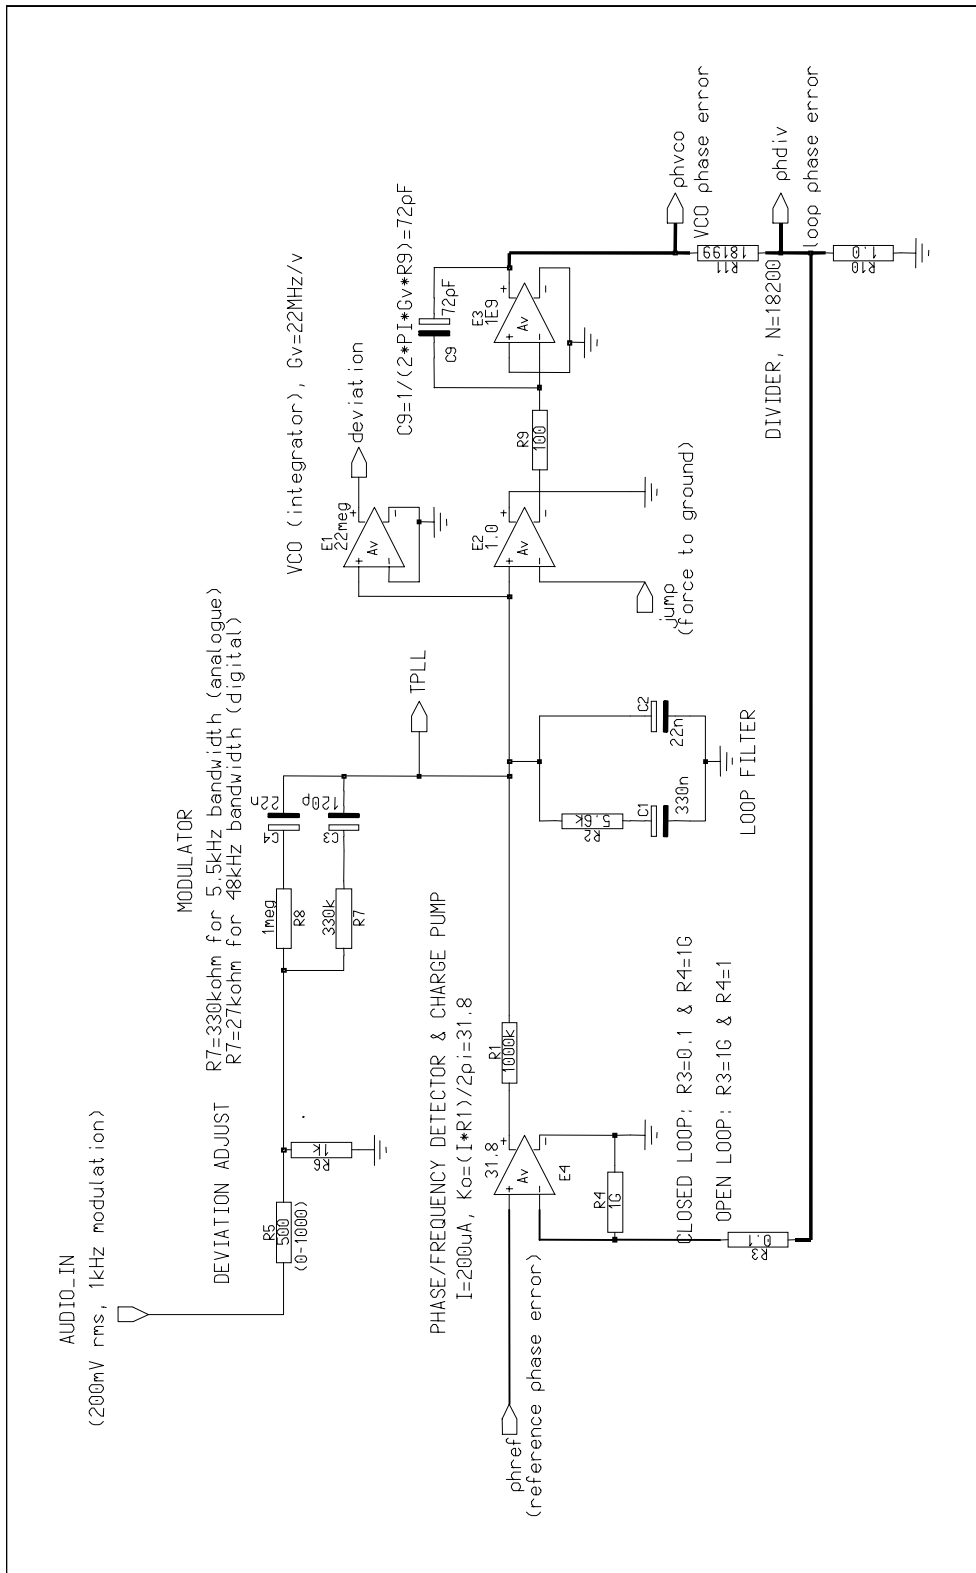 AUDIO_IN
(200mV rms, 1kHz modulation)
DEVIATION ADJUST
R5
500
(0-1000)
R6
1k
MODULATOR
R7=330kohm for 5.5kHz bandwidth (analogue)
R7=27kohm for 48kHz bandwidth (digital)
1meg
R8
330k
R7
22n
C4
120p
C3
TPLL
VCO (integrator), Gv=22MHz/v
E1
22meg
Av
+
-
+
-
deviation
C9=1/(2*PI*Gv*R9)=72pF
72pF
C9
E3
1E9
Av
+
-
+
-
R9
100
E2
1.0
Av
+
-
+
-
jump
(force to ground)
phvco
VCO phase error
R11
18199
phdiv
loop phase error
R10
1.0
DIVIDER, N=18200
PHASE/FREQUENCY DETECTOR & CHARGE PUMP
I=200uA, Ko=(I*R1)/2pi=31.8
phref
(reference phase error)
31.8
Av
+
-
+
-
E4
R1
1000k
R4
1G
R3
0.1
R2
5.6k
C1
330n
C2
22n
LOOP FILTER
CLOSED LOOP: R3=0.1 & R4=1G
OPEN LOOP: R3=1G & R4=1